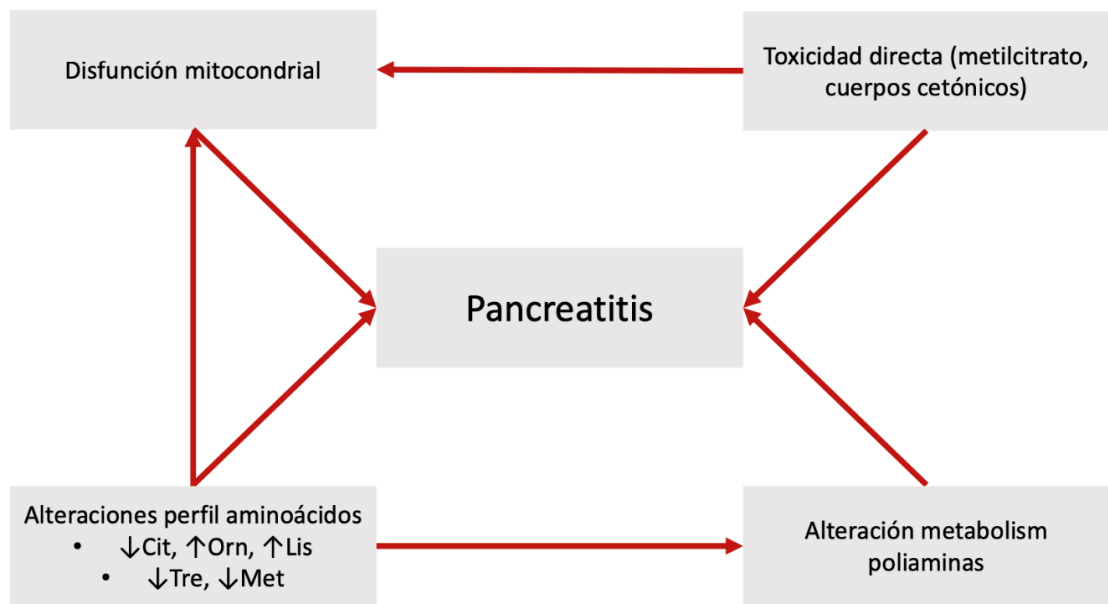 Disfunción mitocondrial
Toxicidad directa (metilcitrato,
cuerpos cetónicos)
Pancreatitis
Alteraciones perfil aminoácidos
• ↓Cit, ↑Orn, ↑Lis
• ↓Tre, ↓Met
Alteración metabolism
poliaminas